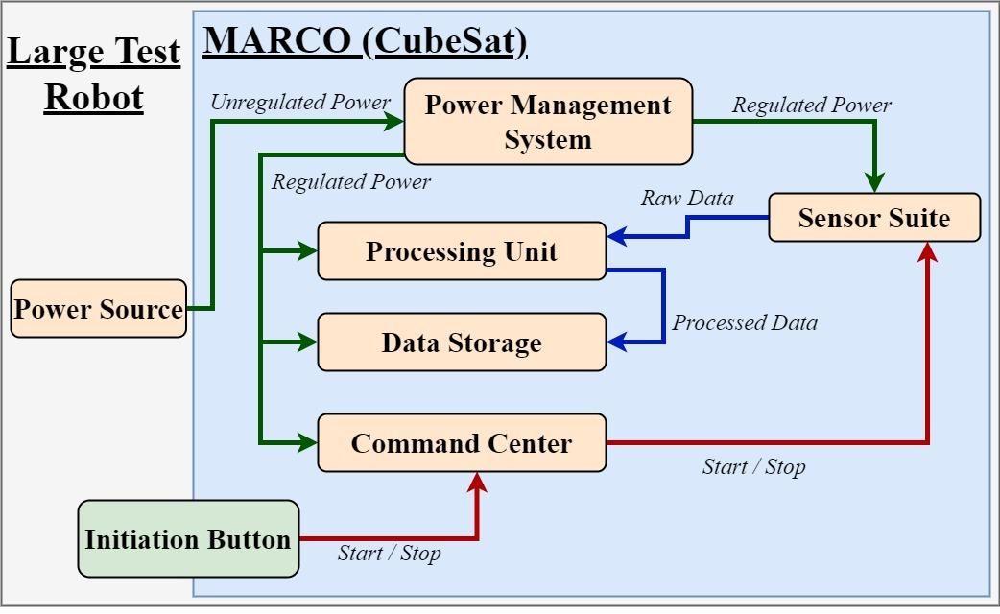 Large Test
Robot
MARCO (CubeSat)
Unregulated Power
Power Management
System
Regulated Power
Regulated Power
Raw Data
Sensor Suite
Processing Unit
Power Source
Processed Data
Data Storage
Command Center
Start / Stop
Initiation Button
Start / Stop